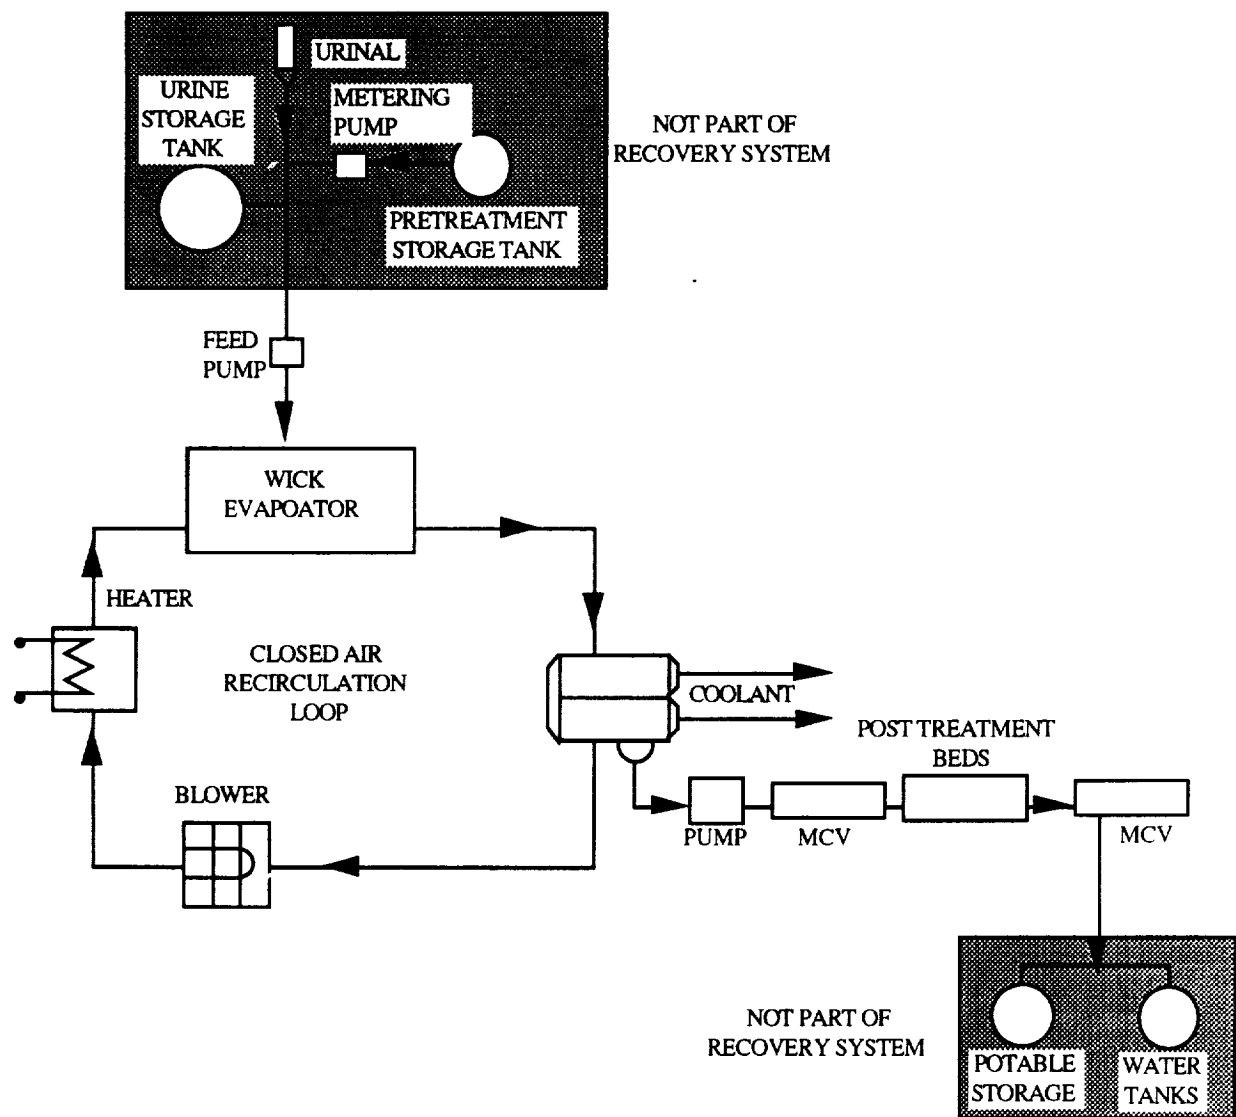 URINAL
URINE
STORAGE
TANK
METERING
PUMP
NOT PART OF
RECOVERY SYSTEM
PRETREATMENT
STORAGE TANK
FEED
PUMP
WICK
EVAPOATOR
HEATER
CLOSED AIR
RECIRCULATION
LOOP
COOLANT
POST TREATMENT
BEDS
BLOWER
PUMP
MCV
MCV
NOT PART OF
RECOVERY SYSTEM
POTABLE
STORAGE
WATER
TANKS